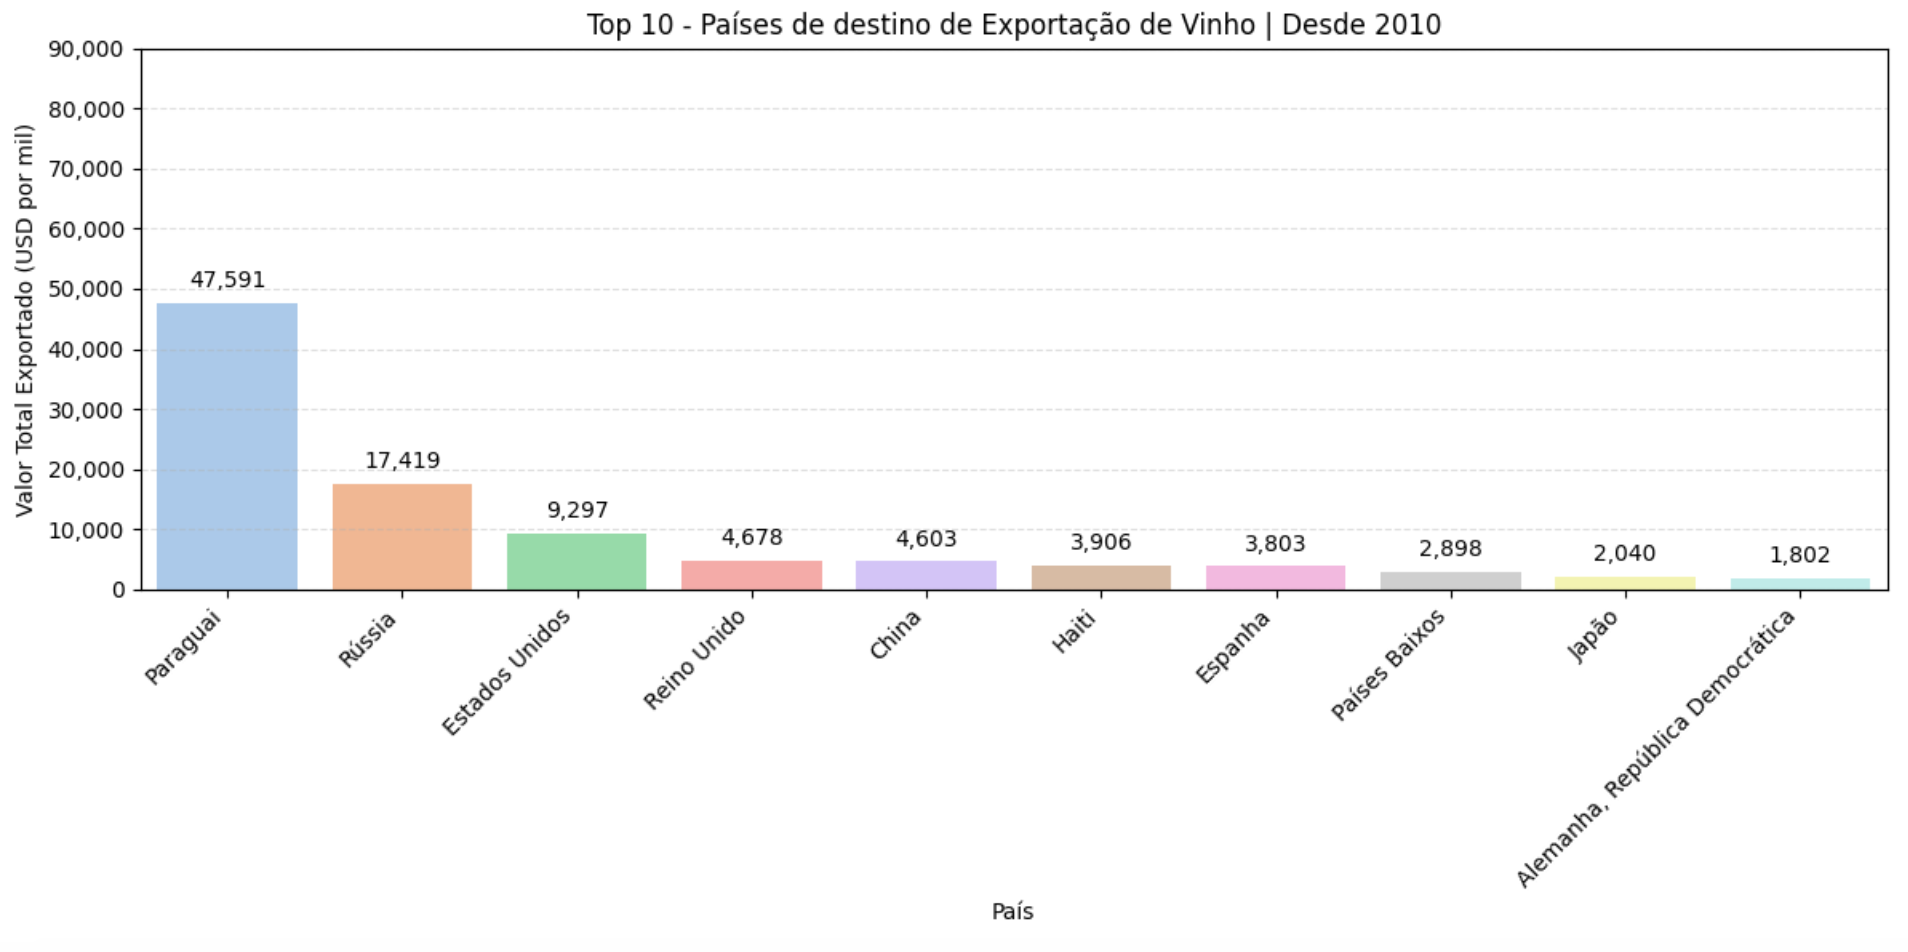 Top 10 - Países de destino de Exportação de Vinho | Desde 2010
Valor Total Exportado (USD por mil)
90,000
80,000
70,000
60,000
50,000
40,000
30,000
20,000
10,000
0
47,591
17,419
9,297
4,678
4,603
3,906
3,803
2,898
2,040
1,802
Paraguai
Rússia
Estados Unidos
Reino Unido
China
Haiti
Espanha
Países Baixos
Japão
Alemanha, República Democrática
País